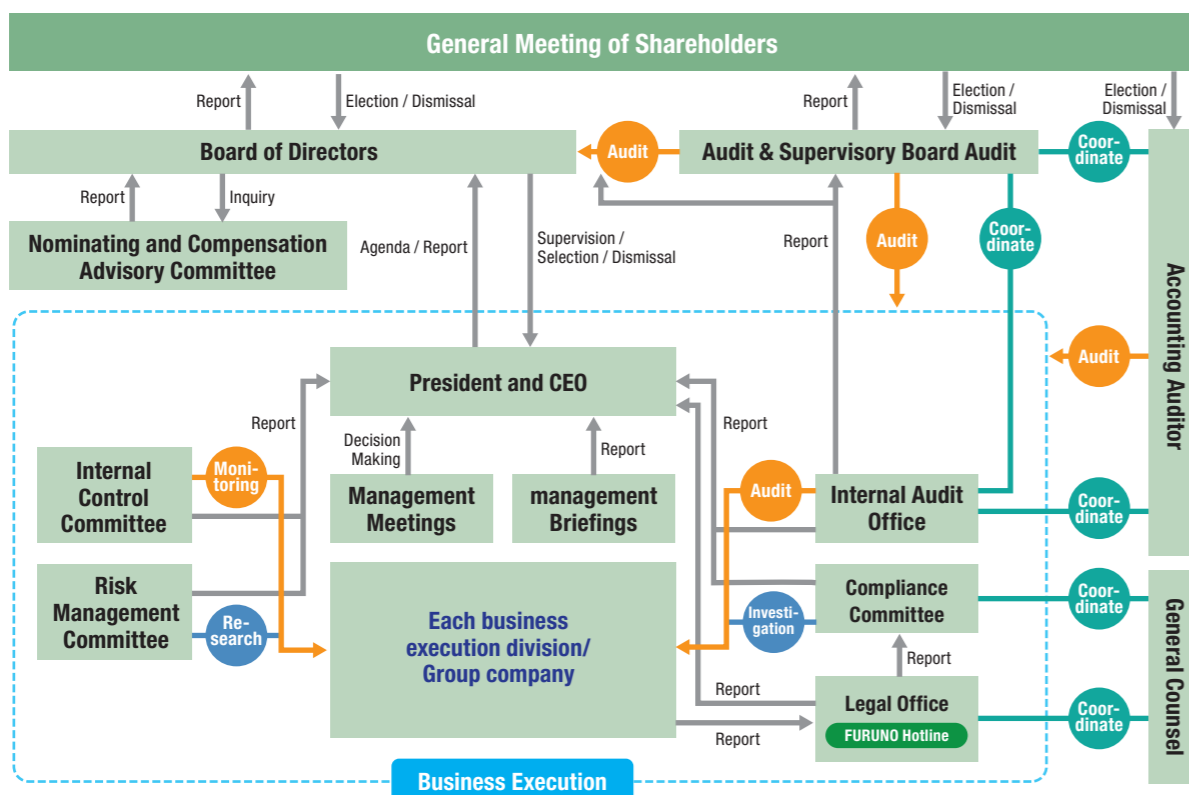 General Meeting of Shareholders
Report
Election / Dismissal
Report
Election /
Dismissal
Election /
Dismissal
Board of Directors
Audit
Audit & Supervisory Board Audit
Coor-
dinate
Report
Inquiry
Nominating and Compensation
Advisory Committee
Agenda / Report
Supervision /
Selection / Dismissal
Report
Audit
Coor-
dinate
Accounting Auditor
Audit
President and CEO
Report
Decision
Making
Report
Report
Internal
Control
Committee
Moni-
toring
Management
Meetings
management
Briefings
Audit
Internal Audit
Office
Coor-
dinate
Risk
Management
Committee
Re-
search
Each business
execution division/
Group company
Investi-
gation
Compliance
Committee
Coor-
dinate
General Counsel
Report
Report
Legal Office
FURUNO Hotline
Coor-
dinate
Report
Business Execution